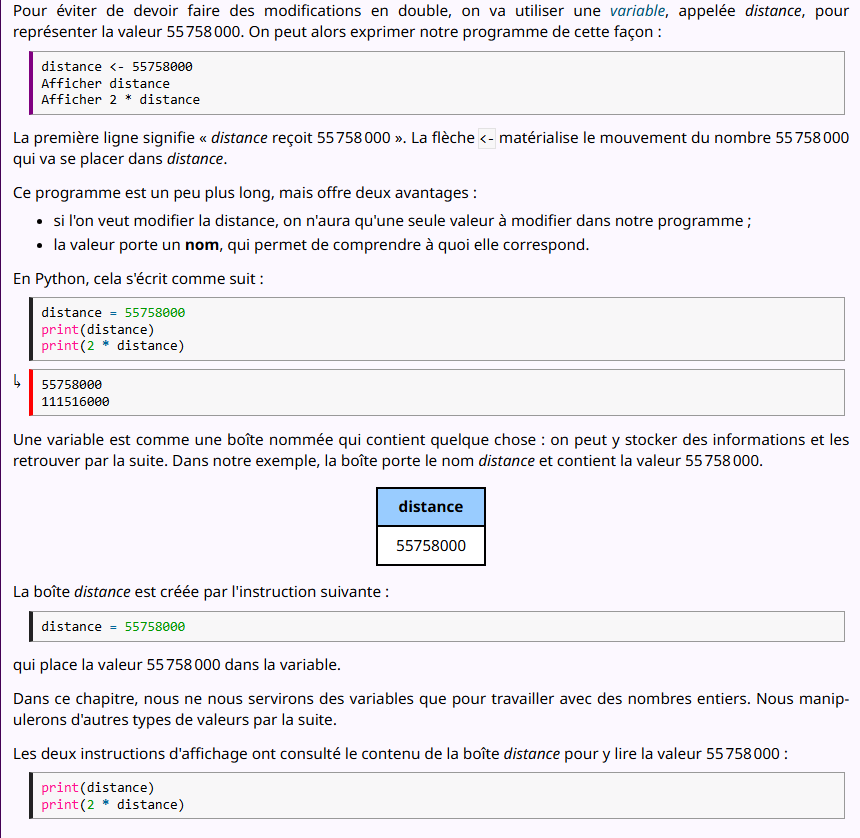 Pour éviter de devoir faire des modifications en double, on va utiliser une variable, appelée distance, pour
représenter la valeur 55 758 000. On peut alors exprimer notre programme de cette façon :
distance <- 55758000
Afficher distance
Afficher 2 * distance
La première ligne signifie « distance reçoit 55 758 000 ». La flèche <- matérialise le mouvement du nombre 55 758 000
qui va se placer dans distance.
Ce programme est un peu plus long, mais offre deux avantages :
• si l'on veut modifier la distance, on n'aura qu'une seule valeur à modifier dans notre programme ;
• la valeur porte un nom, qui permet de comprendre à quoi elle correspond.
En Python, cela s'écrit comme suit :
distance = 55758000
print(distance)
print(2 * distance)
↳ 55758000
111516000
Une variable est comme une boîte nommée qui contient quelque chose : on peut y stocker des informations et les
retrouver par la suite. Dans notre exemple, la boîte porte le nom distance et contient la valeur 55 758 000.
distance
55758000
La boîte distance est créée par l'instruction suivante :
distance = 55758000
qui place la valeur 55 758 000 dans la variable.
Dans ce chapitre, nous ne nous servirons des variables que pour travailler avec des nombres entiers. Nous manip-
ulerons d'autres types de valeurs par la suite.
Les deux instructions d'affichage ont consulté le contenu de la boîte distance pour y lire la valeur 55 758 000 :
print(distance)
print(2 * distance)